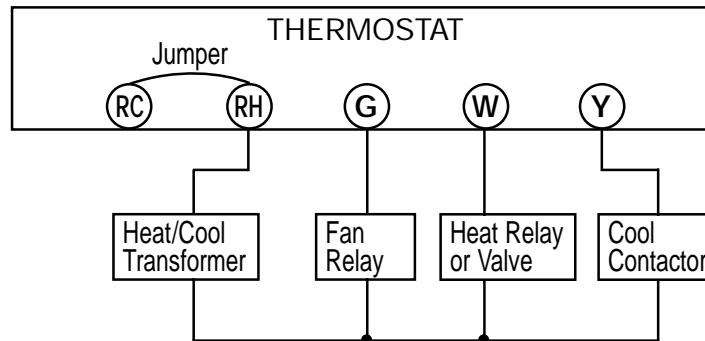 THERMOSTAT
Jumper
RC RH G W Y
Heat/Cool
Transformer
Fan
Relay
Heat Relay
or Valve
Cool
Contactor